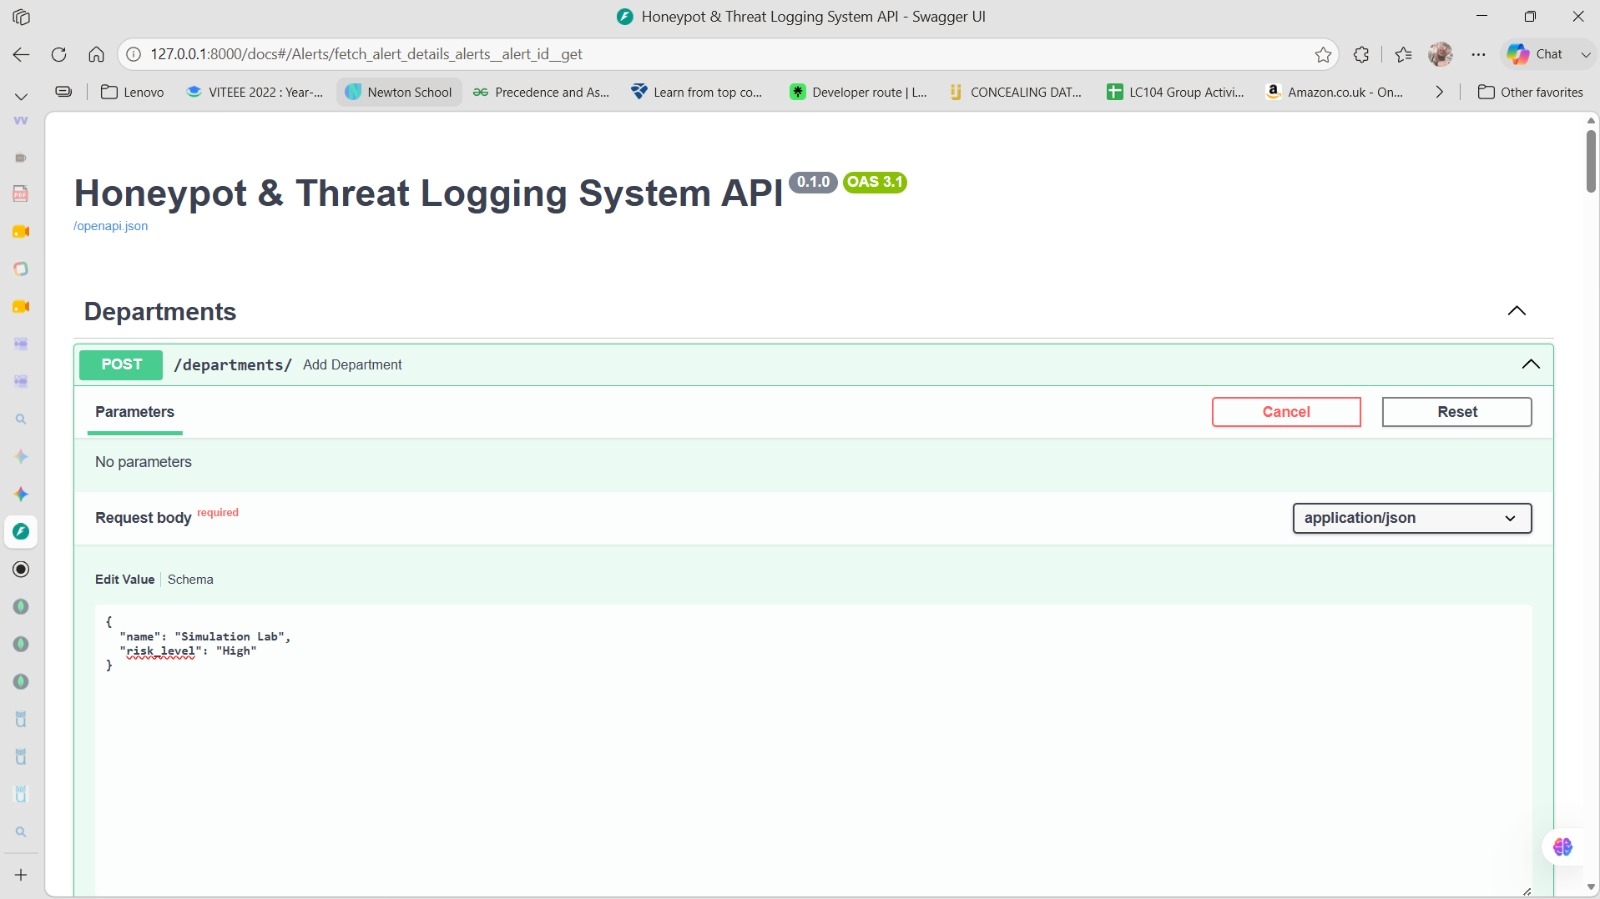 Honeypot & Threat Logging System API - Swagger UI
127.0.0.1:8000/docs#/Alerts/fetch_alert_details_alerts__alert_id__get
Chat
Lenovo
VITEEE 2022 : Year-...
Newton School
Precedence and As...
Learn from top co...
Developer route | L...
CONCEALING DAT...
LC104 Group Activi...
Amazon.co.uk - On...
Other favorites
Honeypot & Threat Logging System API 0.1.0 OAS 3.1
/openapi.json
Departments
POST /departments/ Add Department
Parameters
Cancel
Reset
No parameters
Request body required
application/json
Edit Value | Schema
{
"name": "Simulation Lab",
"risk_level": "High"
}